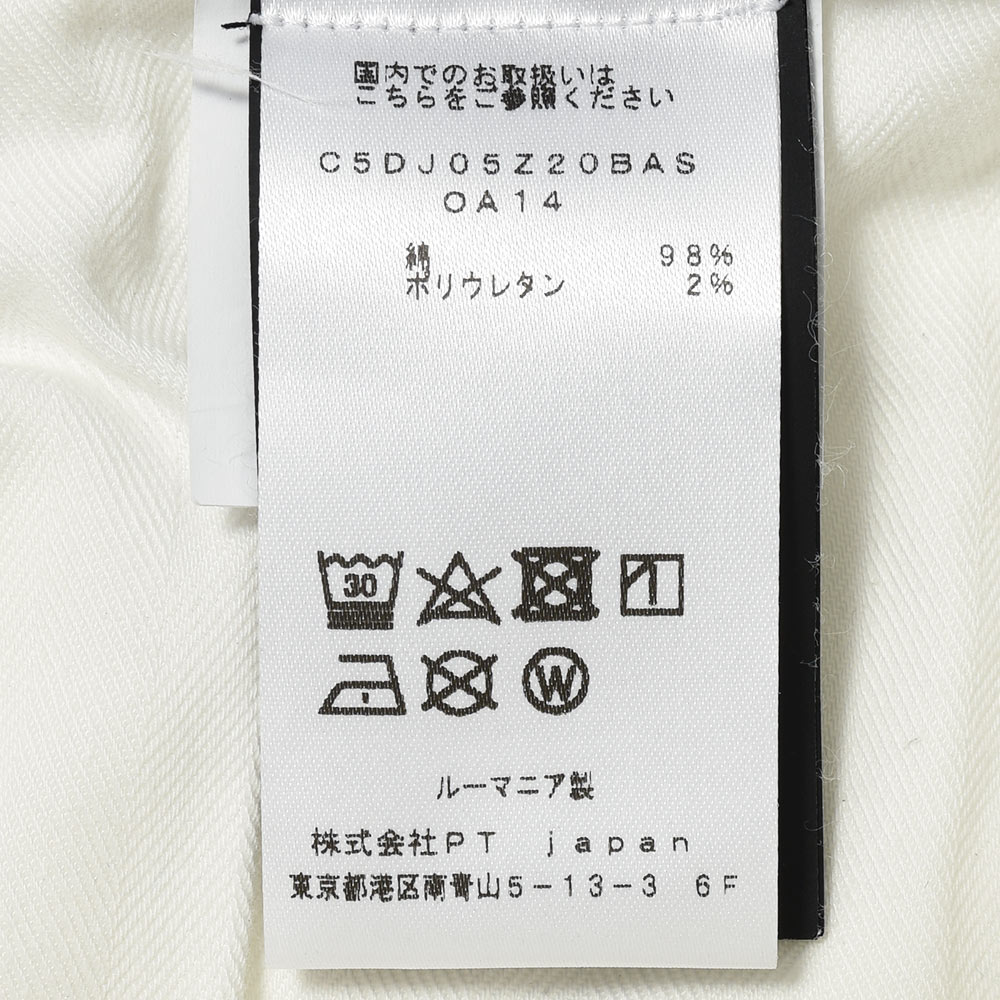 国内でのお取扱いは
こちらをご参照ください
C5DJ05Z20BAS
OA14
綿 98%
ポリウレタン 2%
30
W
ルーマニア製
株式会社PT japan
東京都港区南青山5-13-3 6F